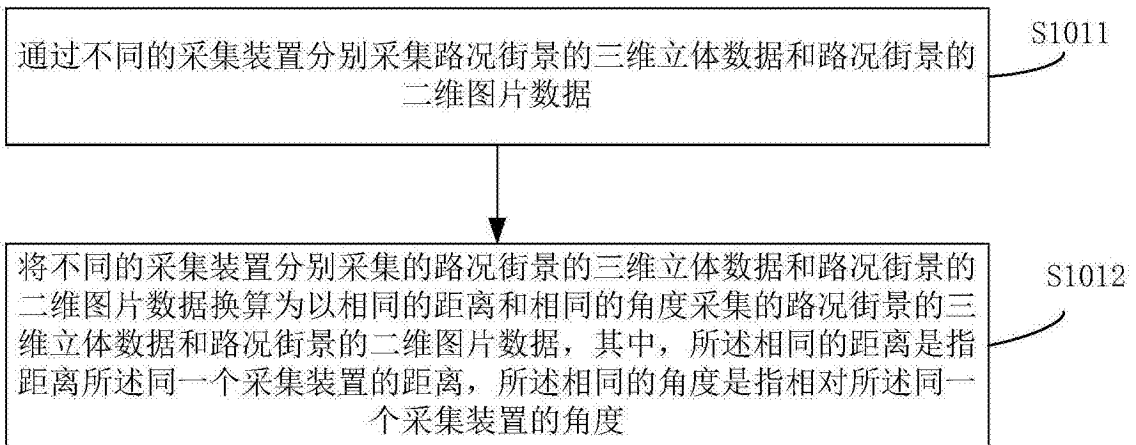 通过不同的采集装置分别采集路况街景的三维立体数据和路况街景的
二维图片数据
S1011
将不同的采集装置分别采集的路况街景的三维立体数据和路况街景的
二维图片数据换算为以相同的距离和相同的角度采集的路况街景的三
维立体数据和路况街景的二维图片数据，其中，所述相同的距离是指
距离所述同一个采集装置的距离，所述相同的角度是指相对所述同一
个采集装置的角度
S1012